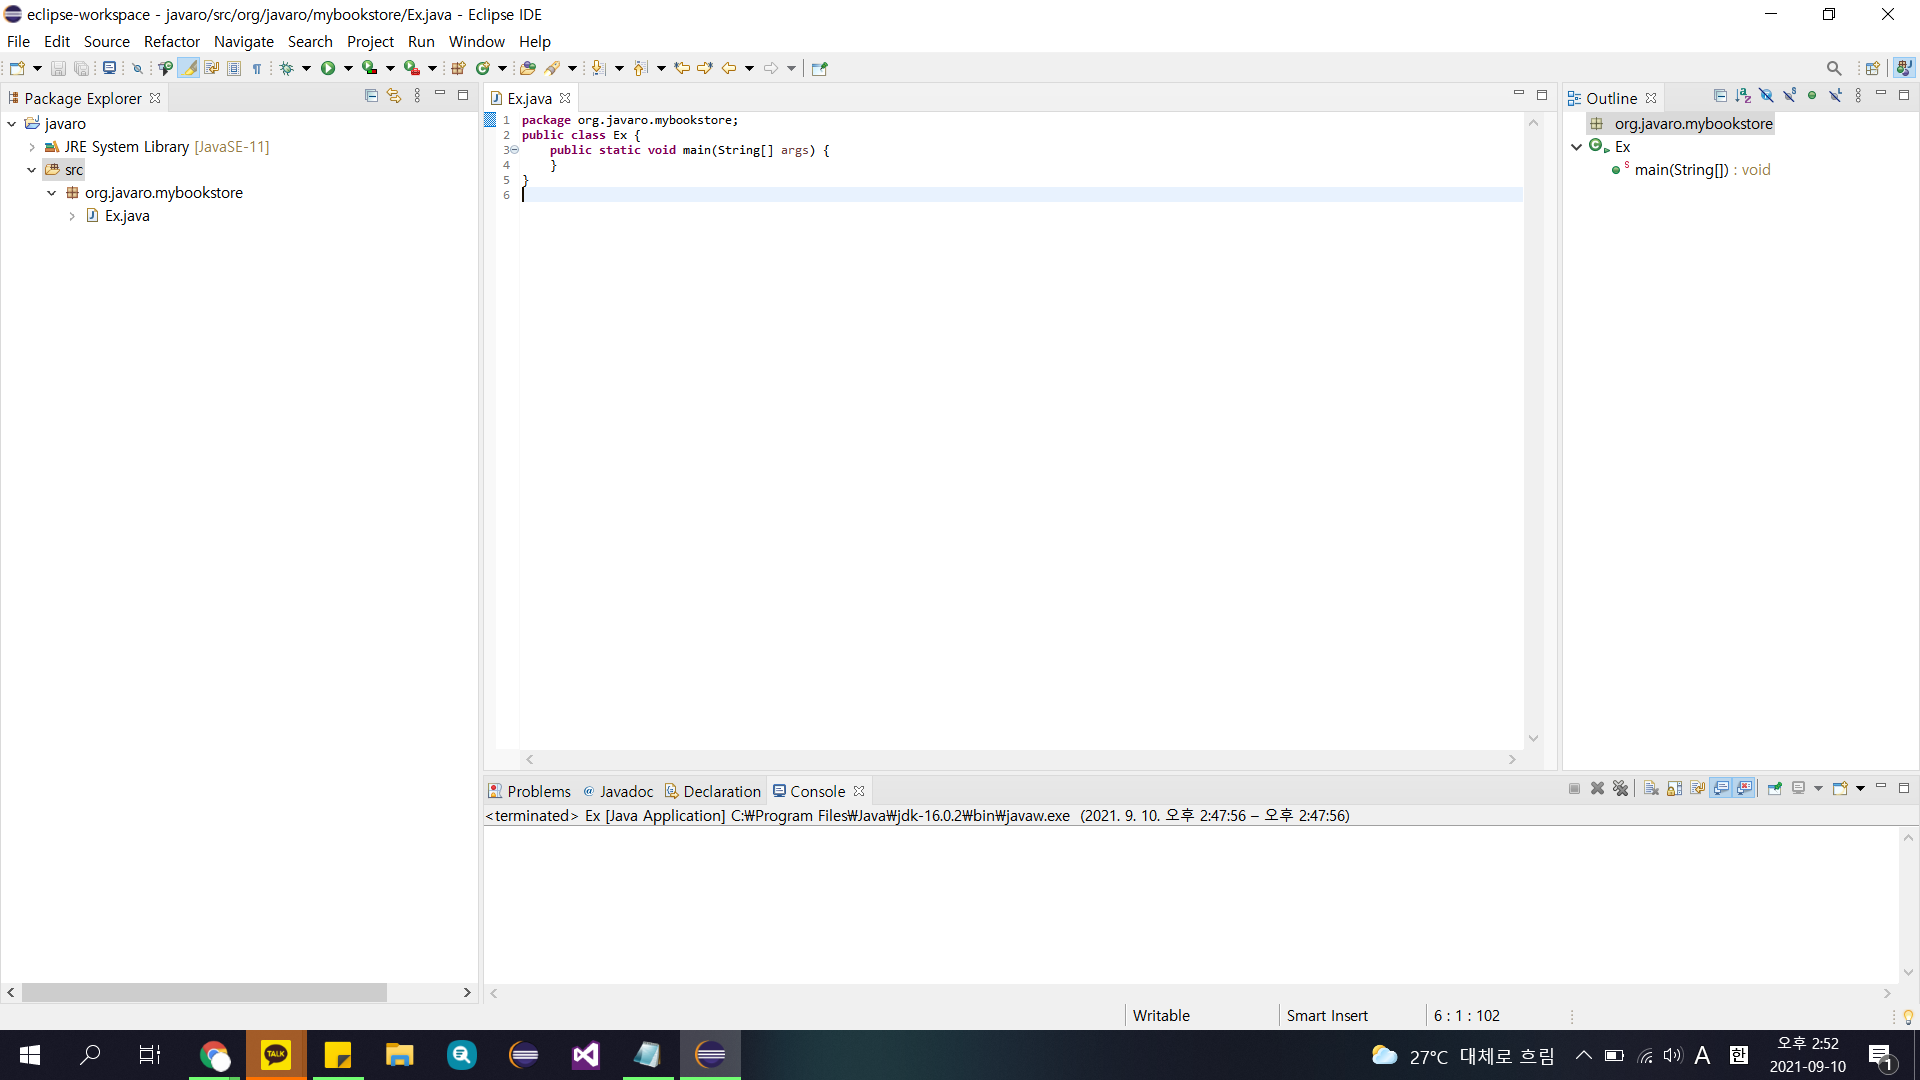 eclipse-workspace - javaro/src/org/javaro/mybookstore/Ex.java - Eclipse IDE
File Edit Source Refactor Navigate Search Project Run Window Help
Package Explorer
javaro
JRE System Library [JavaSE-11]
src
org.javaro.mybookstore
Ex.java
Ex.java
1 package org.javaro.mybookstore;
2 public class Ex {
3 public static void main(String[] args) {
4 }
5 }
6
Outline
org.javaro.mybookstore
Ex
main(String[]) : void
Problems @ Javadoc Declaration Console
<terminated> Ex [Java Application] C:₩Program Files₩Java₩jdk-16.0.2₩bin₩javaw.exe (2021. 9. 10. 오후 2:47:56 – 오후 2:47:56)
Writable Smart Insert 6 : 1 : 102
TALK
27°C 대체로 흐림 A 한 오후 2:52
2021-09-10
1